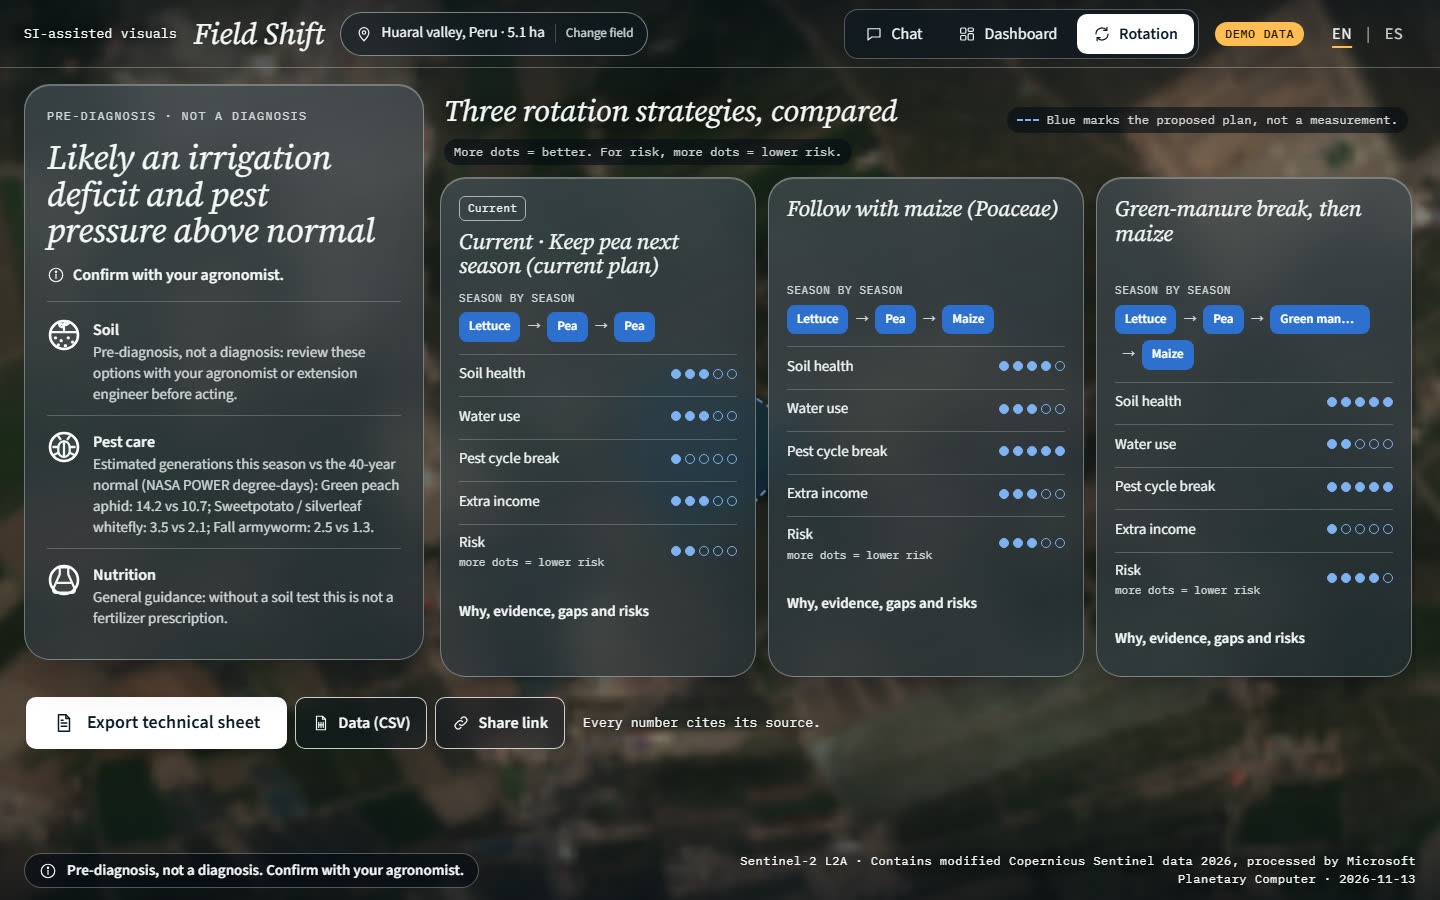 SI-assisted visuals
Field Shift
Huaral valley, Peru · 5.1 ha
Change field
Chat
Dashboard
Rotation
DEMO DATA
EN | ES
PRE-DIAGNOSIS · NOT A DIAGNOSIS
Likely an irrigation
deficit and pest
pressure above normal
Confirm with your agronomist.
Soil
Pre-diagnosis, not a diagnosis: review these
options with your agronomist or extension
engineer before acting.
Pest care
Estimated generations this season vs the 40-year
normal (NASA POWER degree-days): Green peach
aphid: 14.2 vs 10.7; Sweetpotato / silverleaf
whitefly: 3.5 vs 2.1; Fall armyworm: 2.5 vs 1.3.
Nutrition
General guidance: without a soil test this is not a
fertilizer prescription.
Three rotation strategies, compared
Blue marks the proposed plan, not a measurement.
More dots = better. For risk, more dots = lower risk.
Current
Current · Keep pea next
season (current plan)
SEASON BY SEASON
Lettuce → Pea → Pea
Soil health
Water use
Pest cycle break
Extra income
Risk
more dots = lower risk
Why, evidence, gaps and risks
Follow with maize (Poaceae)
SEASON BY SEASON
Lettuce → Pea → Maize
Soil health
Water use
Pest cycle break
Extra income
Risk
more dots = lower risk
Why, evidence, gaps and risks
Green-manure break, then
maize
SEASON BY SEASON
Lettuce → Pea → Green man...
→ Maize
Soil health
Water use
Pest cycle break
Extra income
Risk
more dots = lower risk
Why, evidence, gaps and risks
Export technical sheet
Data (CSV)
Share link
Every number cites its source.
Pre-diagnosis, not a diagnosis. Confirm with your agronomist.
Sentinel-2 L2A · Contains modified Copernicus Sentinel data 2026, processed by Microsoft
Planetary Computer · 2026-11-13